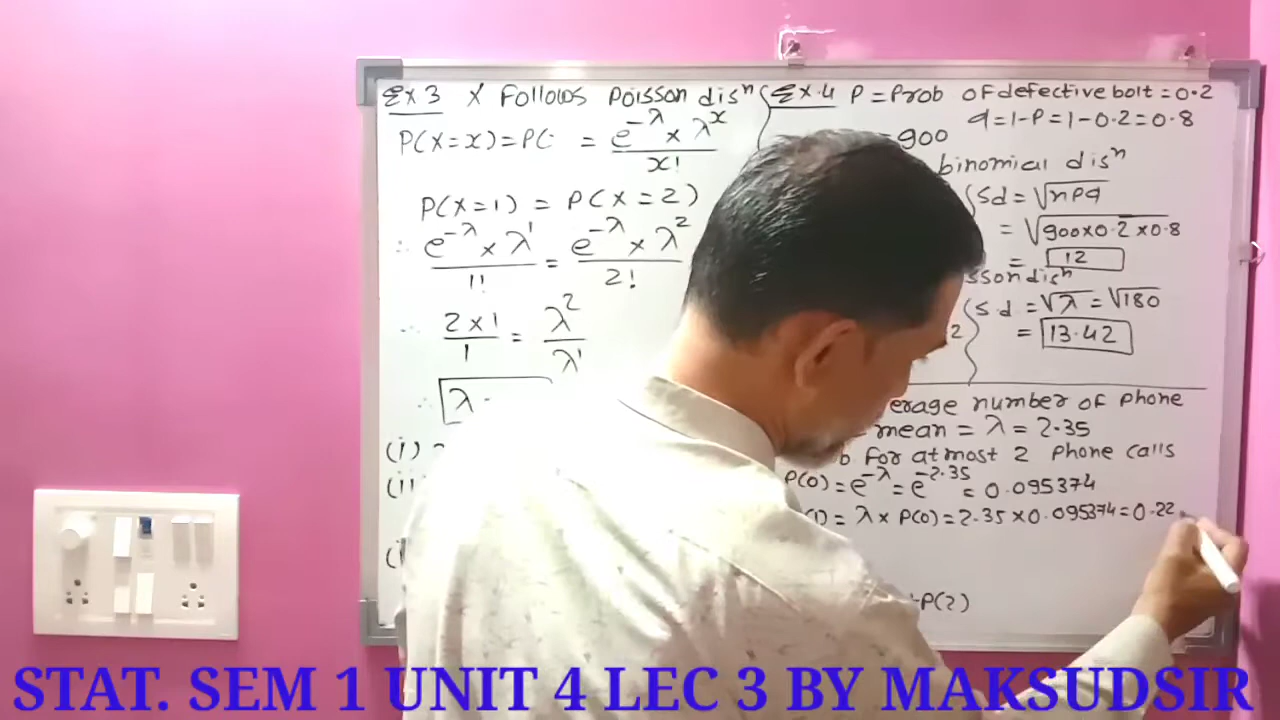 Ex 3 X Follows Poisson disⁿ
P(X=x)=P( = e^-λ × λ^x / x!
P(X=1) = P(X=2)
∴ e^-λ × λ^1 / 1! = e^-λ × λ^2 / 2!
∴ 2×1 / 1 = λ^2 / λ^1
∴ λ
(i)
(ii)
Ex.4 P = Prob of defective bolt = 0.2
q=1-P=1-0.2=0.8
=900
binomial disⁿ
Sd = √npq
= √900×0.2×0.8
= 12
sson disⁿ
S.d = √λ = √180
2
= 13.42
erage number of phone
mean = λ = 2.35
b for atmost 2 phone calls
P(0) = e^-λ = e^-2.35 = 0.095374
(1) = λ × P(0) = 2.35×0.095374=0.22
+P(2)
STAT. SEM 1 UNIT 4 LEC 3 BY MAKSUDSIR